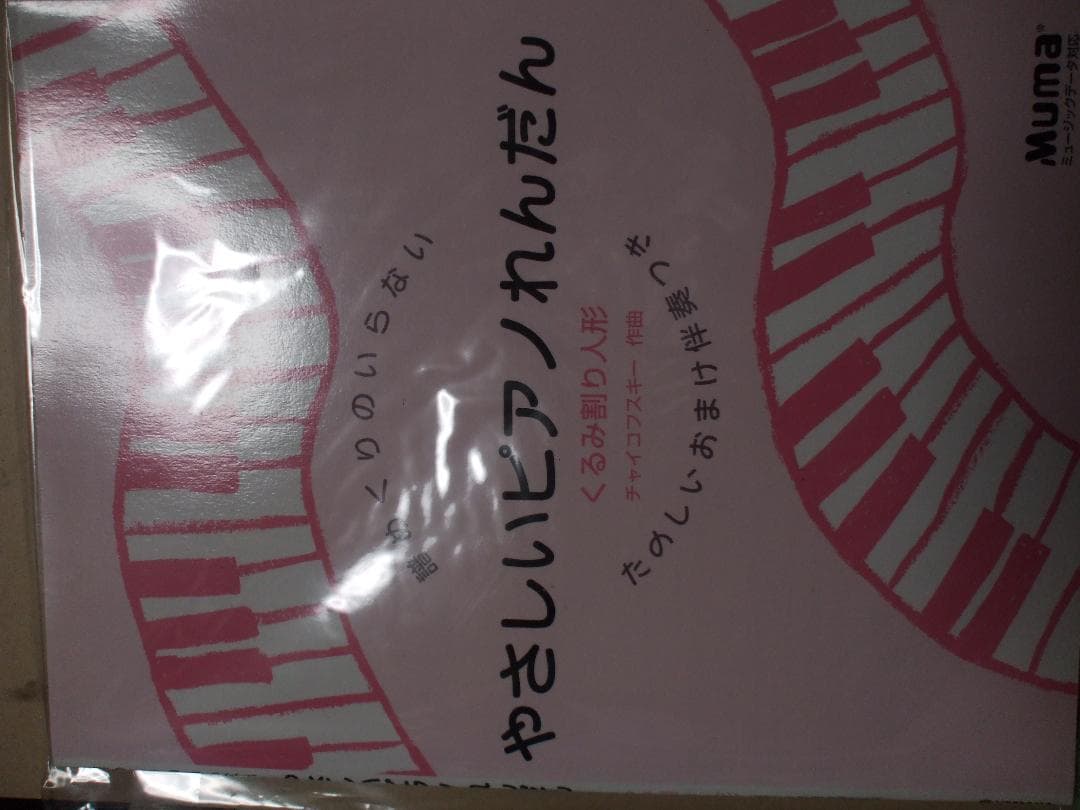 譜めくりのいらない
やさしいピアノれんだん
くるみ割り人形
チャイコフスキー 作曲
たのしいおまけ伴奏つき
Muma
ミュージックデータ対応